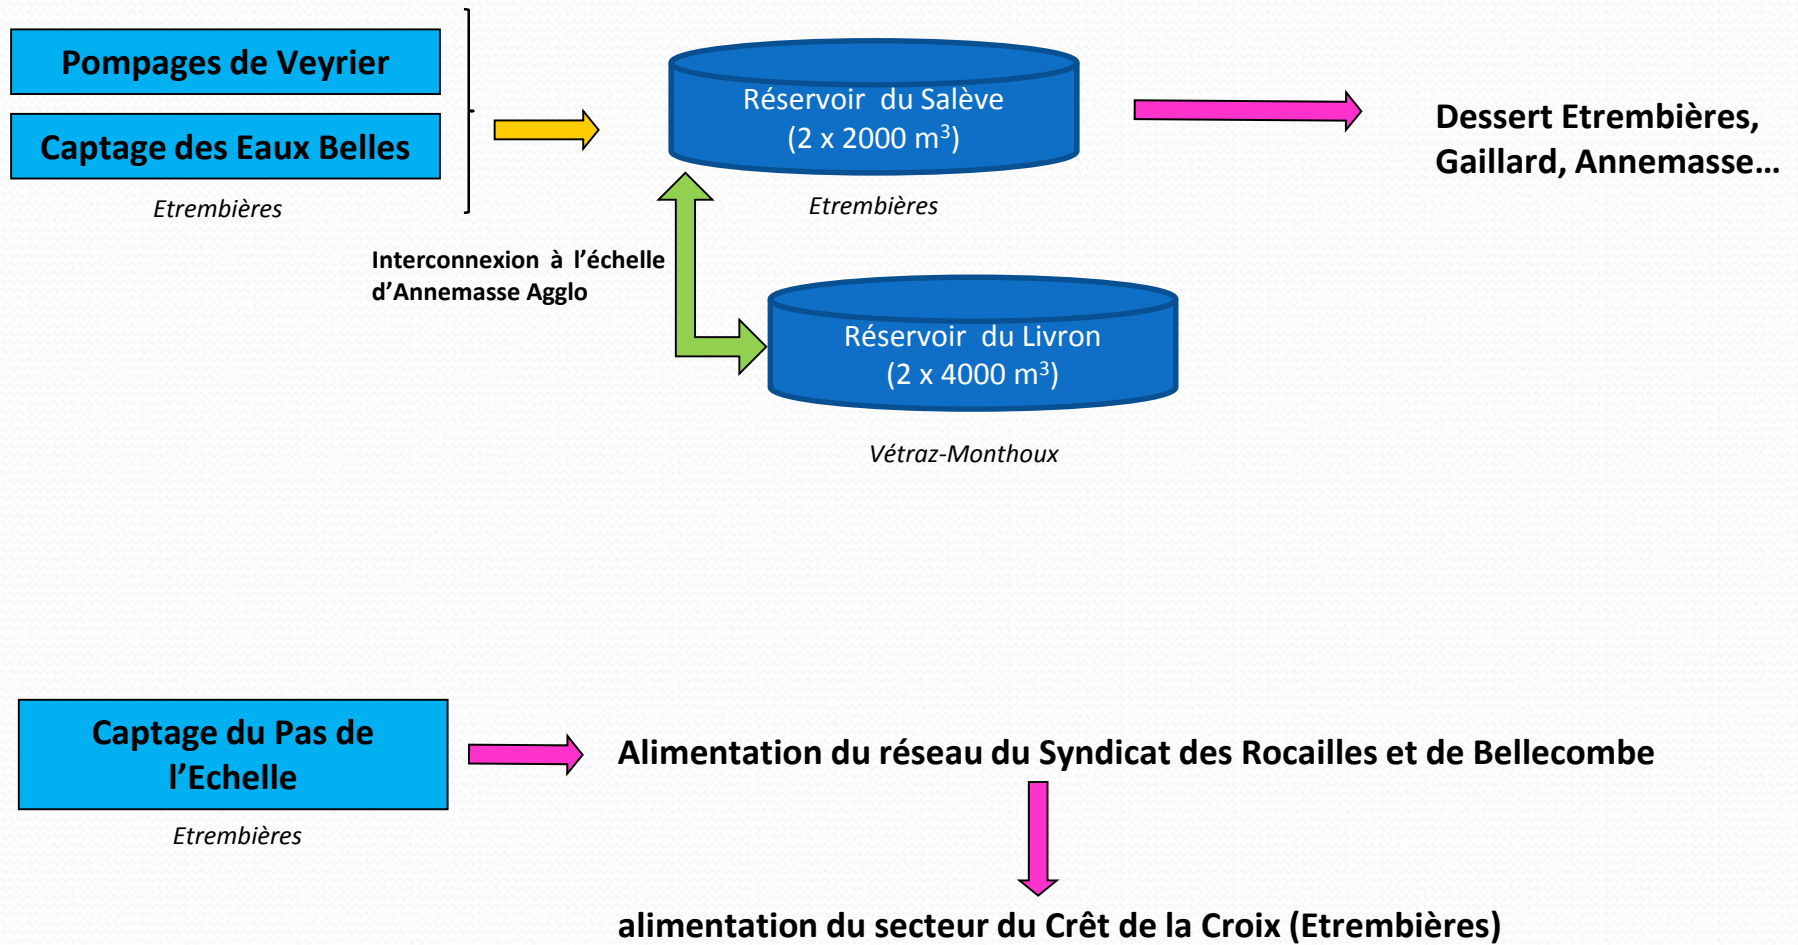 Pompages de Veyrier
Captage des Eaux Belles
Etrembières
Réservoir du Salève
(2 x 2000 m³)
Etrembières
Dessert Etrembières,
Gaillard, Annemasse…
Interconnexion à l’échelle
d’Annemasse Agglo
Réservoir du Livron
(2 x 4000 m³)
Vétraz-Monthoux
Captage du Pas de
l’Echelle
Etrembières
Alimentation du réseau du Syndicat des Rocailles et de Bellecombe
alimentation du secteur du Crêt de la Croix (Etrembières)